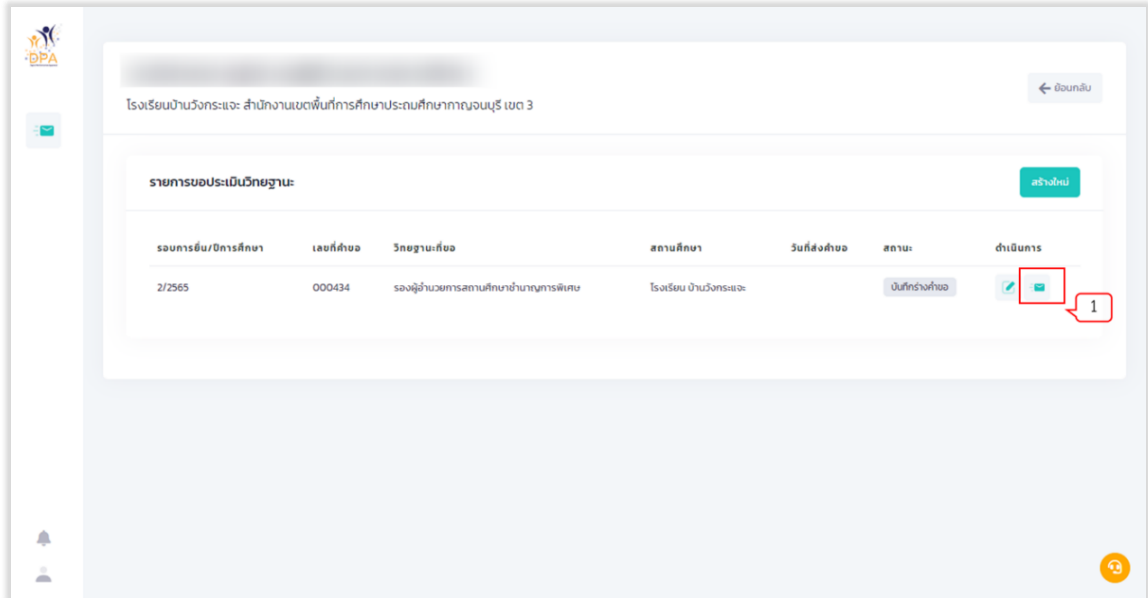 DPA
โรงเรียนบ้านวังกระแจะ สำนักงานเขตพื้นที่การศึกษาประถมศึกษากาญจนบุรี เขต 3
ย้อนกลับ
รายการขอประเมินวิทยฐานะ
สร้างใหม่
รอบการยื่น/ปีการศึกษา เลขที่คำขอ วิทยฐานะที่ขอ สถานศึกษา วันที่ส่งคำขอ สถานะ ดำเนินการ
2/2565 000434 รองผู้อำนวยการสถานศึกษาชำนาญการพิเศษ โรงเรียน บ้านวังกระแจะ บันทึกร่างคำขอ
1